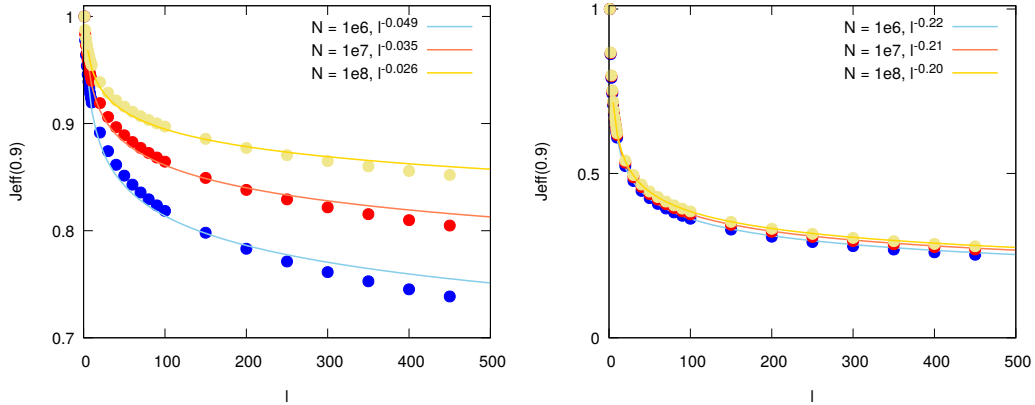 1
0.9
0.8
0.7
0 100 200 300 400 500
Jeff(0.9)
l
N = 1e6, l^-0.049
N = 1e7, l^-0.035
N = 1e8, l^-0.026
1
0.5
0
0 100 200 300 400 500
Jeff(0.9)
l
N = 1e6, l^-0.22
N = 1e7, l^-0.21
N = 1e8, l^-0.20